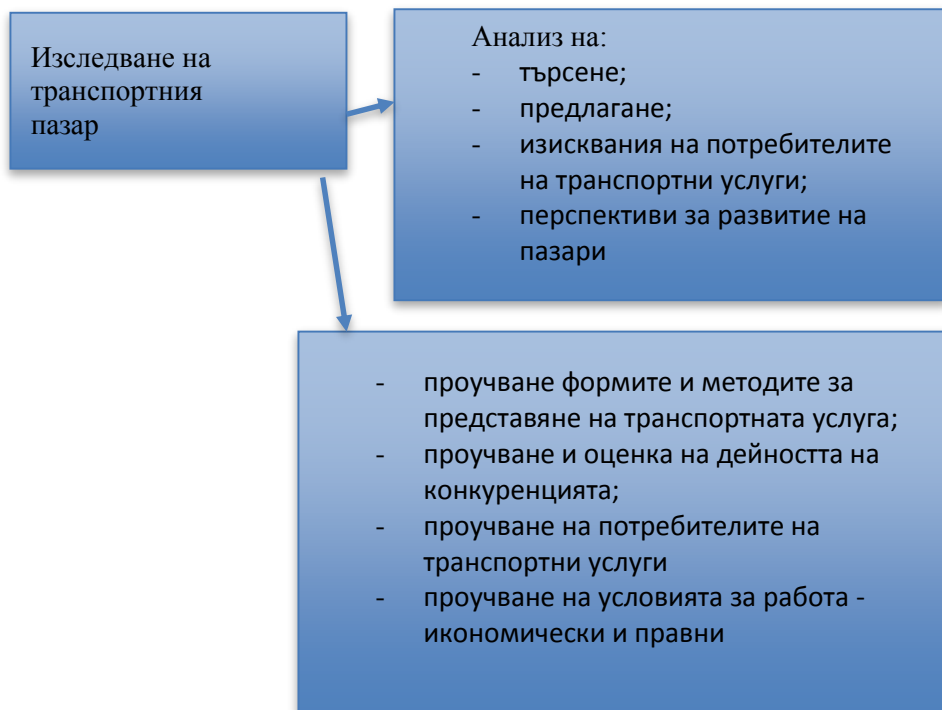 Изследване на
транспортния
пазар
Анализ на:
- търсене;
- предлагане;
- изисквания на потребителите
на транспортни услуги;
- перспективи за развитие на
пазари
- проучване формите и методите за
представяне на транспортната услуга;
- проучване и оценка на дейността на
конкуренцията;
- проучване на потребителите на
транспортни услуги
- проучване на условията за работа -
икономически и правни